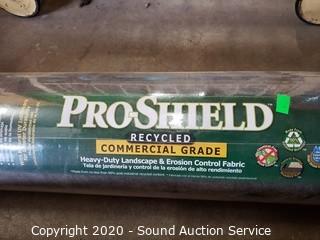 PRO-SHIELD
RECYCLED
COMMERCIAL GRADE
Heavy-Duty Landscape & Erosion Control Fabric
Tela de jardinería y control de la erosión de alto rendimiento
Copyright 2020 - Sound Auction Service